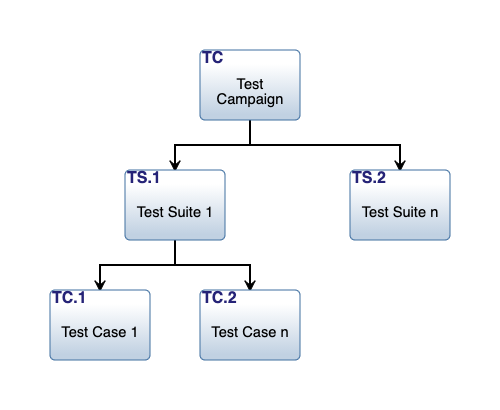 TC
Test
Campaign
TS.1
Test Suite 1
TS.2
Test Suite n
TC.1
Test Case 1
TC.2
Test Case n